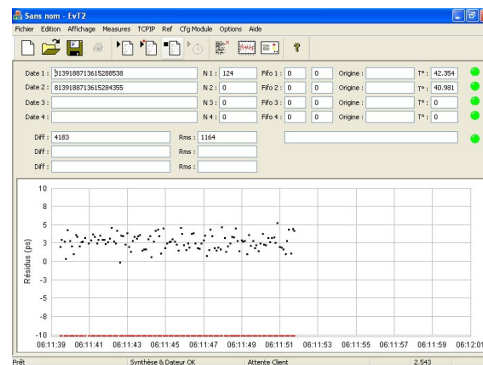 Sans nom - EvT2
Fichier Edition Affichage Measures TCPIP Ref Cfg Module Options Aide
Date 1 : 8139188713615288538 N 1 : 124 Fifo 1 : 0 0 Origine : T° : 42.354
Date 2 : 8139188713615284355 N 2 : 0 Fifo 2 : 0 0 Origine : T° : 40.981
Date 3 : N 3 : 0 Fifo 3 : 0 0 Origine : T° : 0
Date 4 : N 4 : 0 Fifo 4 : 0 0 Origine : T° : 0
Diff : 4183 Rms : 1164
Diff : Rms :
Diff : Rms :
Résidus (ps)
10
8
5
3
0
-3
-5
-8
-10
06:11:39 06:11:41 06:11:43 06:11:45 06:11:47 06:11:49 06:11:51 06:11:53 06:11:55 06:11:57 06:11:59 06:12:01
Prêt Synthèse & Dateur OK Attente Client 2.543